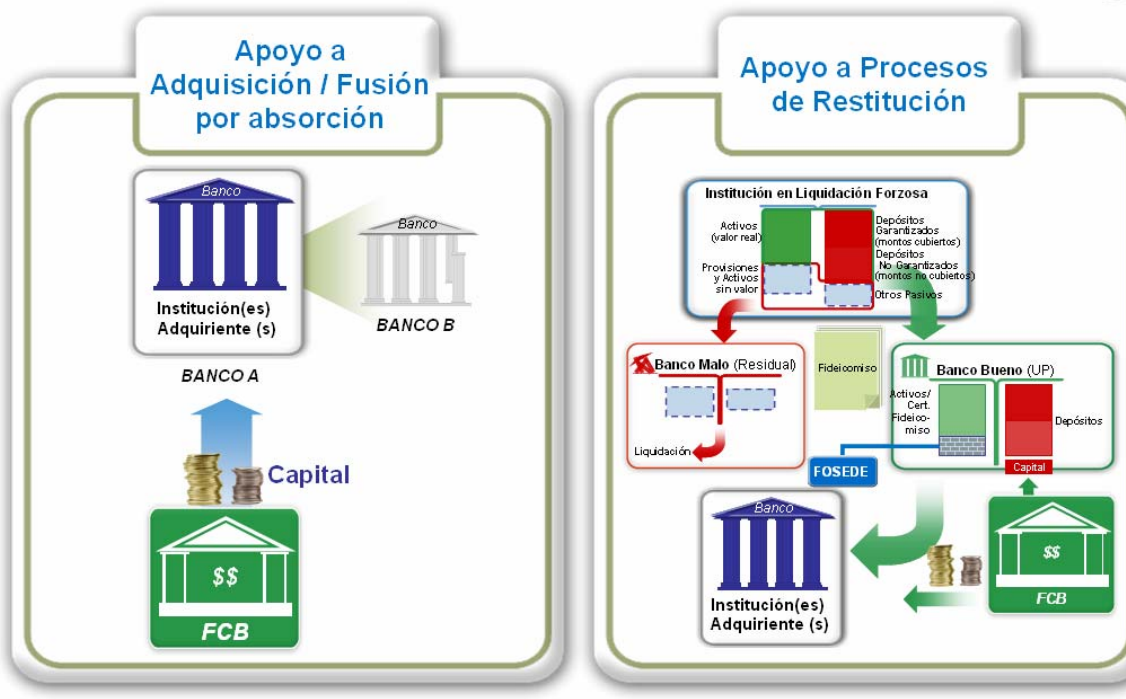 Apoyo a
Adquisición / Fusión
por absorción
Banco
Institución(es)
Adquiriente (s)
BANCO A
Banco
BANCO B
Capital
$$
FCB
Apoyo a Procesos
de Restitución
Institución en Liquidación Forzosa
Activos
(valor real)
Provisiones
y Activos
sin valor
Depósitos
Garantizados
(montos cubiertos)
Depósitos
No Garantizados
(montos no cubiertos)
Otros Pasivos
Banco Malo (Residual)
Liquidación
Fideicomiso
Banco Bueno (UP)
Activos/
Cert.
Fideico-
miso
Depósitos
Capital
FOSEDE
Banco
Institución(es)
Adquiriente (s)
$$
FCB